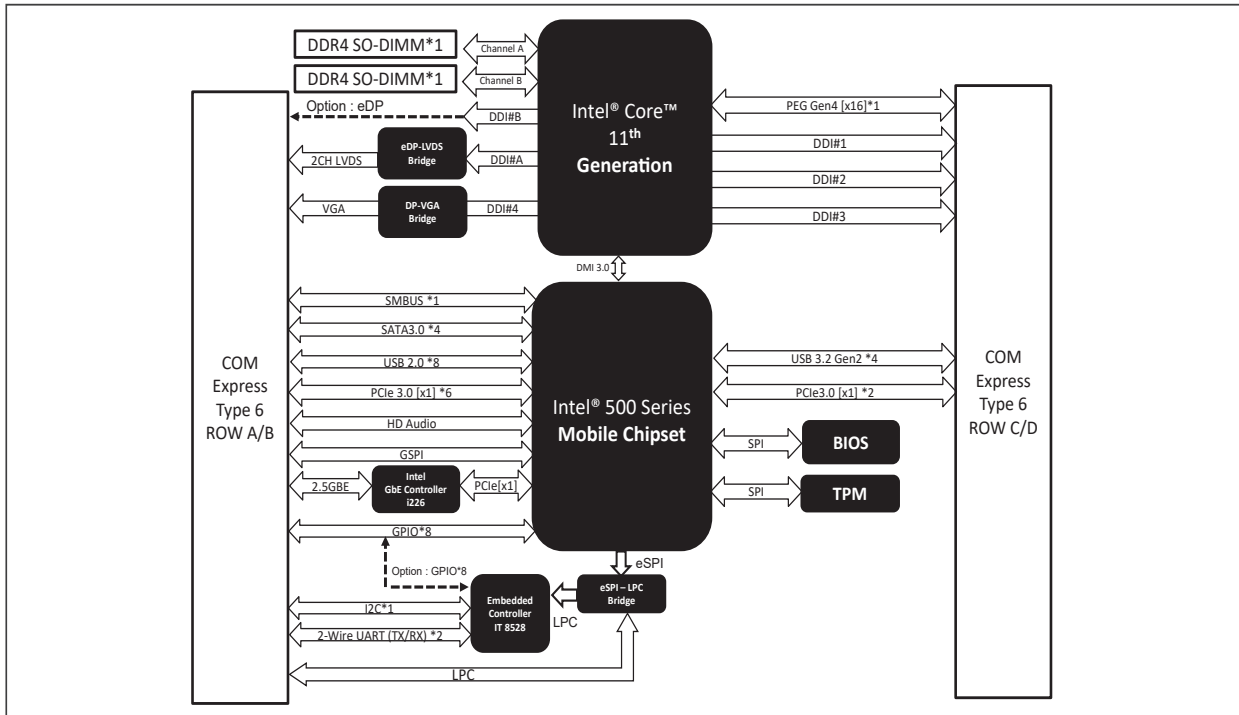 DDR4 SO-DIMM*1
Channel A
DDR4 SO-DIMM*1
Channel B
Option : eDP
DDI#B
eDP-LVDS
Bridge
2CH LVDS
DDI#A
DP-VGA
Bridge
VGA
DDI#4
Intel® Core™
11th
Generation
PEG Gen4 [x16]*1
DDI#1
DDI#2
DDI#3
DMI 3.0
COM
Express
Type 6
ROW A/B
SMBUS *1
SATA3.0 *4
USB 2.0 *8
PCIe 3.0 [x1] *6
HD Audio
GSPI
2.5GBE
Intel
GbE Controller
i226
PCIe[x1]
GPIO*8
Intel® 500 Series
Mobile Chipset
USB 3.2 Gen2 *4
PCIe3.0 [x1] *2
SPI
BIOS
SPI
TPM
COM
Express
Type 6
ROW C/D
eSPI
Option : GPIO*8
eSPI – LPC
Bridge
LPC
Embedded
Controller
IT 8528
I2C*1
2-Wire UART (TX/RX) *2
LPC